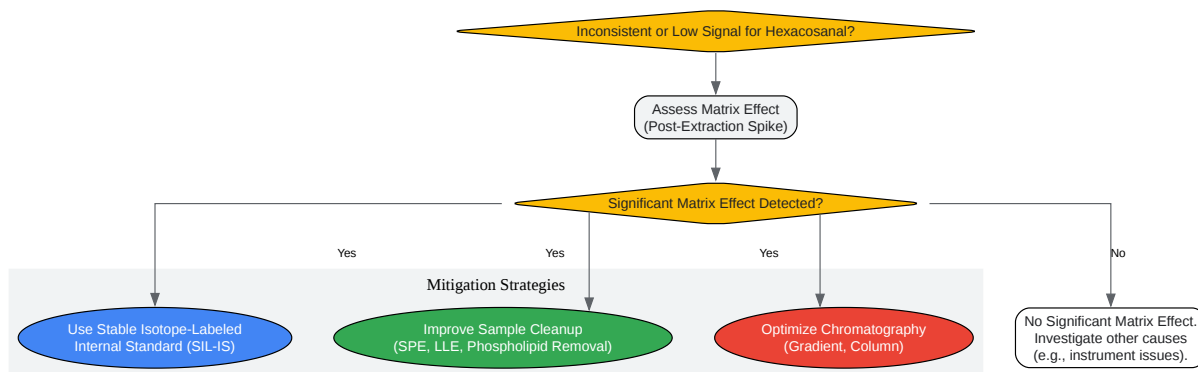 Inconsistent or Low Signal for Hexacosanal?
Assess Matrix Effect
(Post-Extraction Spike)
Significant Matrix Effect Detected?
Yes
Yes
Yes
No
Mitigation Strategies
Use Stable Isotope-Labeled
Internal Standard (SIL-IS)
Improve Sample Cleanup
(SPE, LLE, Phospholipid Removal)
Optimize Chromatography
(Gradient, Column)
No Significant Matrix Effect.
Investigate other causes
(e.g., instrument issues).